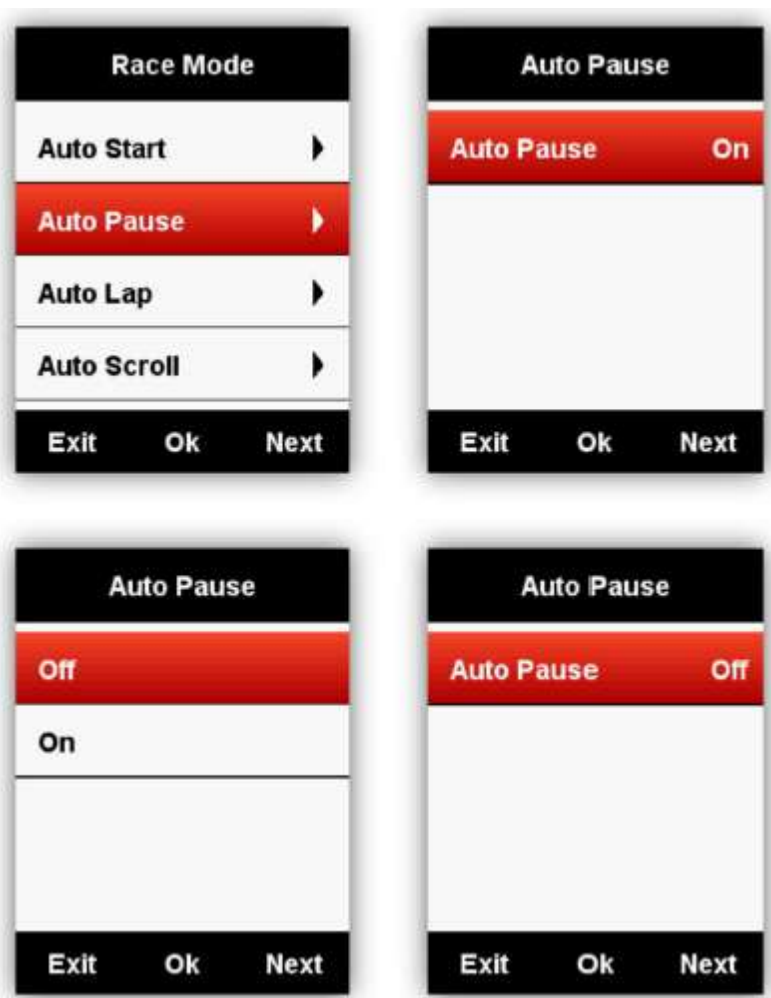 Race Mode
Auto Start
Auto Pause
Auto Lap
Auto Scroll
Exit Ok Next
Auto Pause
Auto Pause On
Exit Ok Next
Auto Pause
Off
On
Exit Ok Next
Auto Pause
Auto Pause Off
Exit Ok Next